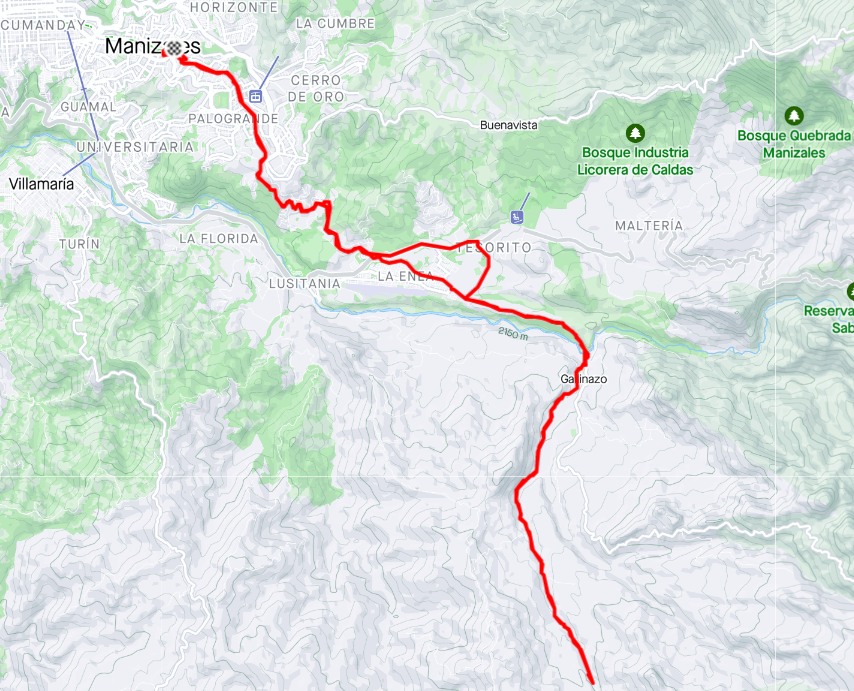 HORIZONTE
CUMANDAY
LA CUMBRE
Manizales
CERRO
DE ORO
GUAMAL
PALOGRANDE
Buenavista
Bosque Quebrada
Manizales
Bosque Industria
Licorera de Caldas
UNIVERSITARIA
Villamaría
MALTERÍA
TURÍN
LA FLORIDA
TESORITO
LA ENEA
LUSITANIA
Reserva
Sab
2150 m
Gallinazo